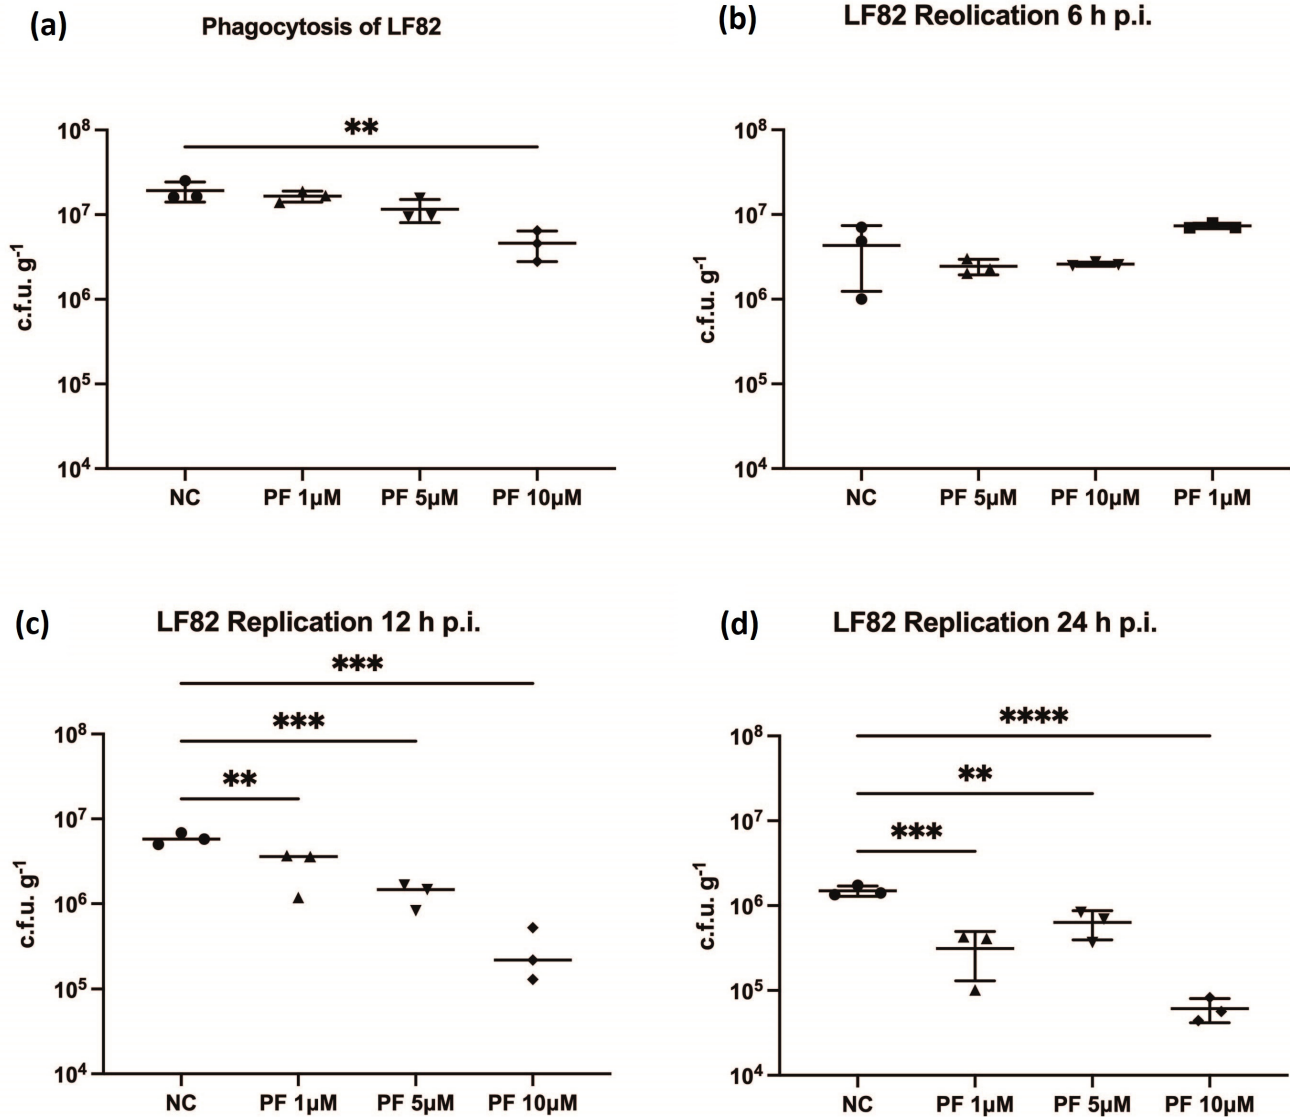 (a)
Phagocytosis of LF82
**
10⁸
10⁷
10⁶
10⁵
10⁴
c.f.u. g⁻¹
NC PF 1µM PF 5µM PF 10µM
(b)
LF82 Reolication 6 h p.i.
10⁸
10⁷
10⁶
10⁵
10⁴
c.f.u. g⁻¹
NC PF 5µM PF 10µM PF 1µM
(c)
LF82 Replication 12 h p.i.
***
***
**
10⁸
10⁷
10⁶
10⁵
10⁴
c.f.u. g⁻¹
NC PF 1µM PF 5µM PF 10µM
(d)
LF82 Replication 24 h p.i.
****
**
***
10⁸
10⁷
10⁶
10⁵
10⁴
c.f.u. g⁻¹
NC PF 1µM PF 5µM PF 10µM